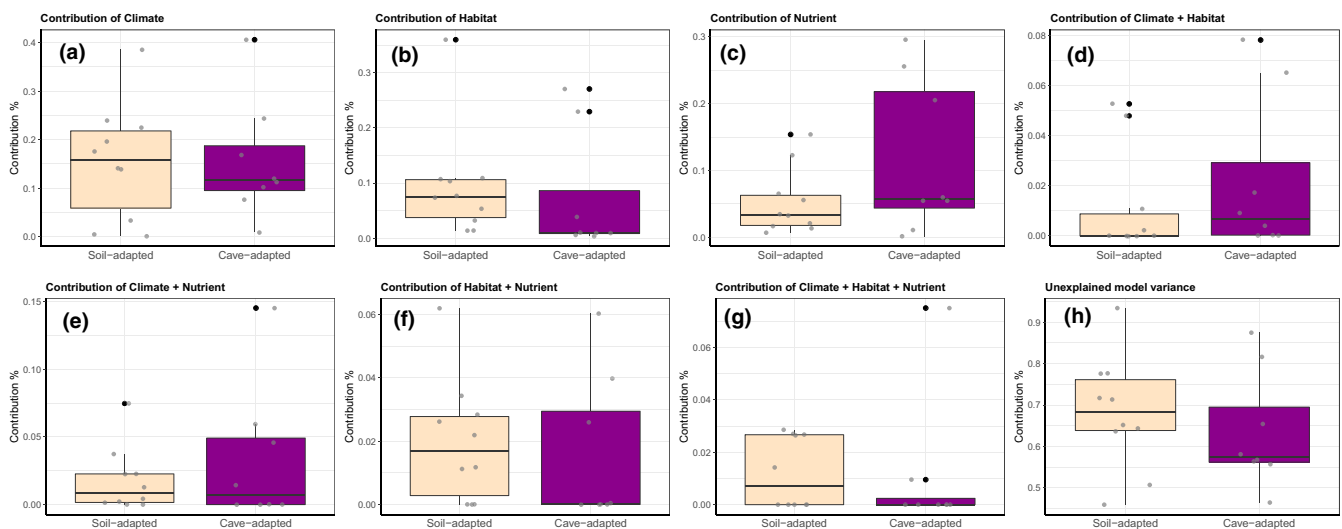 Contribution of Climate
(a)
Contribution %
0.4
0.3
0.2
0.1
0.0
Soil−adapted Cave−adapted
Contribution of Habitat
(b)
Contribution %
0.3
0.2
0.1
0.0
Soil−adapted Cave−adapted
Contribution of Nutrient
(c)
Contribution %
0.3
0.2
0.1
0.0
Soil−adapted Cave−adapted
Contribution of Climate + Habitat
(d)
Contribution %
0.08
0.06
0.04
0.02
0.00
Soil−adapted Cave−adapted
Contribution of Climate + Nutrient
(e)
Contribution %
0.15
0.10
0.05
0.00
Soil−adapted Cave−adapted
Contribution of Habitat + Nutrient
(f)
Contribution %
0.06
0.04
0.02
0.00
Soil−adapted Cave−adapted
Contribution of Climate + Habitat + Nutrient
(g)
Contribution %
0.06
0.04
0.02
0.00
Soil−adapted Cave−adapted
Unexplained model variance
(h)
Contribution %
0.9
0.8
0.7
0.6
0.5
Soil−adapted Cave−adapted